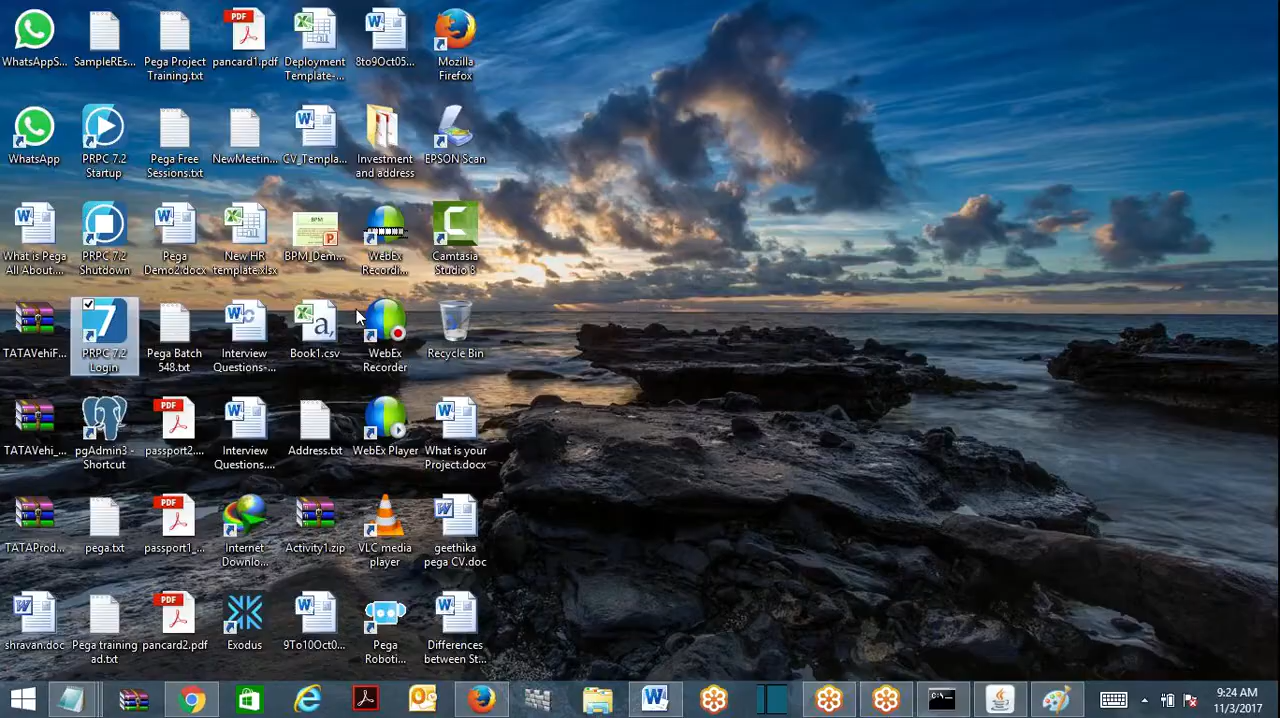 WhatsAppS...
SampleREs...
Pega Project
Training.txt
pancard1.pdf
Deployment
Template-...
8to9Oct05...
Mozilla
Firefox
WhatsApp
PRPC 7.2
Startup
Pega Free
Sessions.txt
NewMeetin...
CV_Templa...
Investment
and address
EPSON Scan
What is Pega
All About....
PRPC 7.2
Shutdown
Pega
Demo2.docx
New HR
template.xlsx
BPM_Dem...
WebEx
Recordi...
Camtasia
Studio 8
TATAVehiF...
PRPC 7.2
Login
Pega Batch
548.txt
Interview
Questions-...
Book1.csv
WebEx
Recorder
Recycle Bin
TATAVehi_...
pgAdmin3 -
Shortcut
passport2....
Interview
Questions....
Address.txt
WebEx Player
What is your
Project.docx
TATAProd...
pega.txt
passport1_...
Internet
Downlo...
Activity1.zip
VLC media
player
geethika
pega CV.doc
shravan.doc
Pega training
ad.txt
pancard2.pdf
Exodus
9To10Oct0...
Pega
Roboti...
Differences
between St...
9:24 AM
11/3/2017